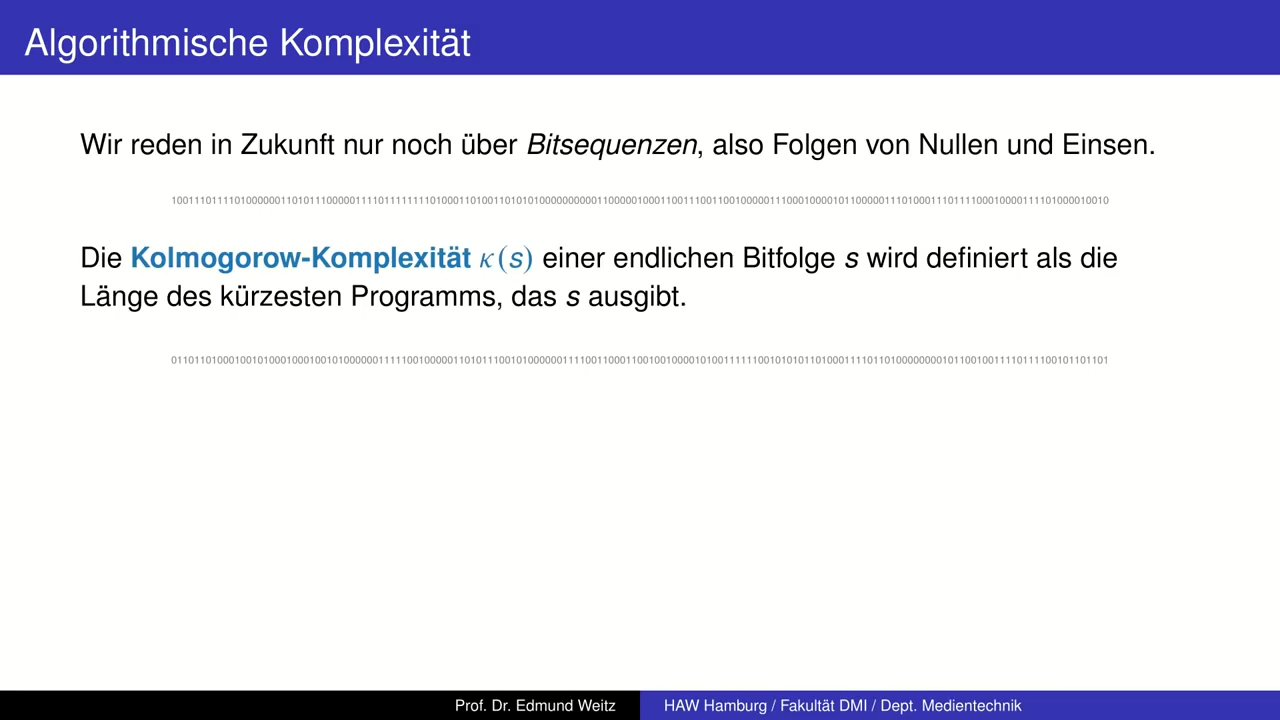 Algorithmische Komplexität
Wir reden in Zukunft nur noch über Bitsequenzen, also Folgen von Nullen und Einsen.
Die Kolmogorow-Komplexität κ(s) einer endlichen Bitfolge s wird definiert als die
Länge des kürzesten Programms, das s ausgibt.
Prof. Dr. Edmund Weitz
HAW Hamburg / Fakultät DMI / Dept. Medientechnik